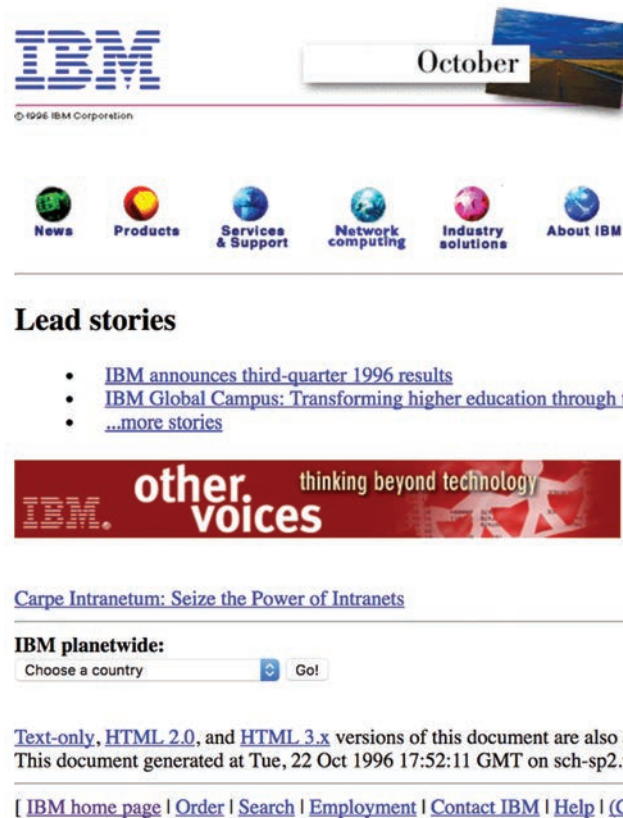 IBM
October
© 1996 IBM Corporation
News Products Services & Support Network computing Industry solutions About IBM
Lead stories
• IBM announces third-quarter 1996 results
• IBM Global Campus: Transforming higher education through
• ...more stories
IBM. other. voices thinking beyond technology
Carpe Intranetum: Seize the Power of Intranets
IBM planetwide:
Choose a country Go!
Text-only, HTML 2.0, and HTML 3.x versions of this document are also
This document generated at Tue, 22 Oct 1996 17:52:11 GMT on sch-sp2.
[ IBM home page | Order | Search | Employment | Contact IBM | Help | (C